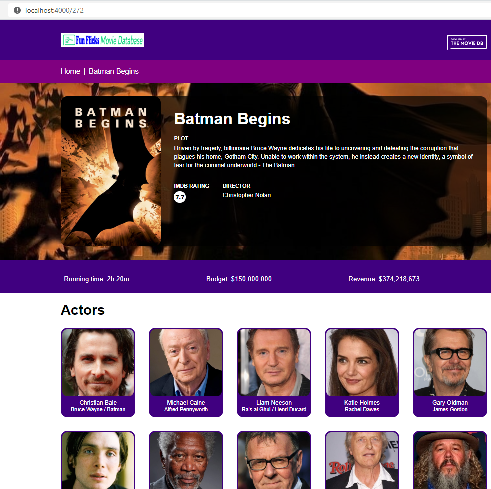 localhost:4000/272
Fun Flicks Movie Database
THE MOVIE DB
Home | Batman Begins
BATMAN
BEGINS
Batman Begins
PLOT
Driven by tragedy, billionaire Bruce Wayne dedicates his life to uncovering and defeating the corruption that
plagues his home, Gotham City. Unable to work within the system, he instead creates a new identity, a symbol of
fear for the criminal underworld - The Batman.
IMDB RATING
DIRECTOR
7.7
Christopher Nolan
Running time: 2h 20m
Budget: $150,000,000
Revenue: $374,218,673
Actors
Christian Bale
Michael Caine
Liam Neeson
Katie Holmes
Gary Oldman
Bruce Wayne / Batman
Alfred Pennyworth
Ra's al Ghul / Henri Ducard
Rachel Dawes
James Gordon